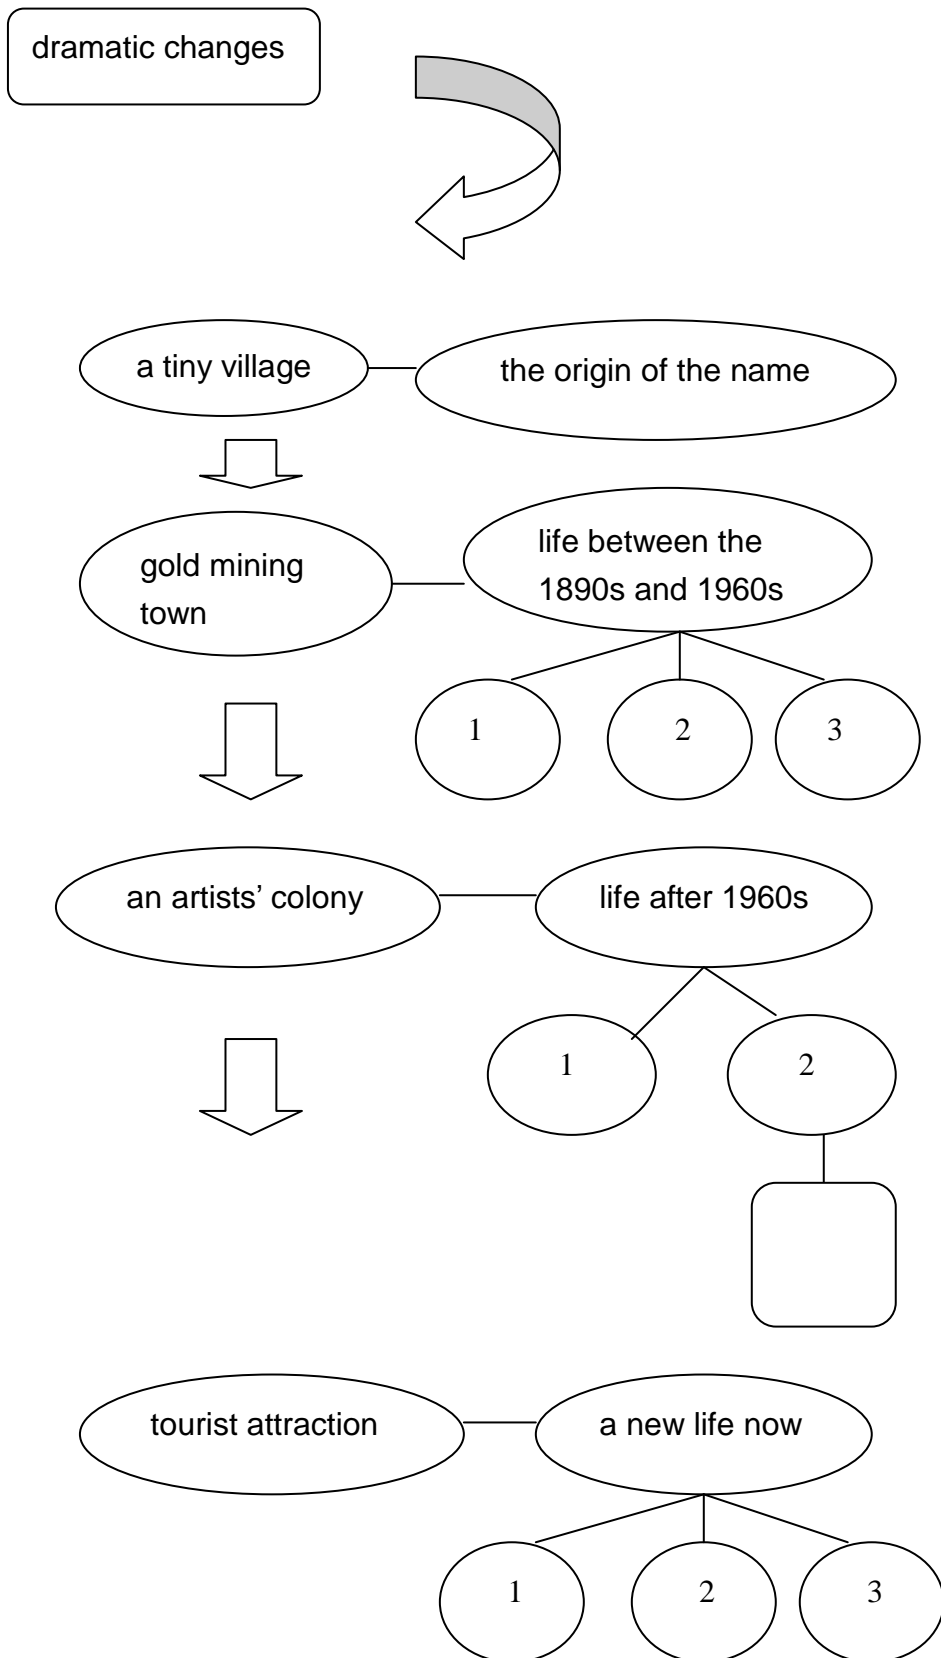 dramatic changes
a tiny village
the origin of the name
gold mining
town
life between the
1890s and 1960s
1
2
3
an artists’ colony
life after 1960s
1
2
tourist attraction
a new life now
1
2
3